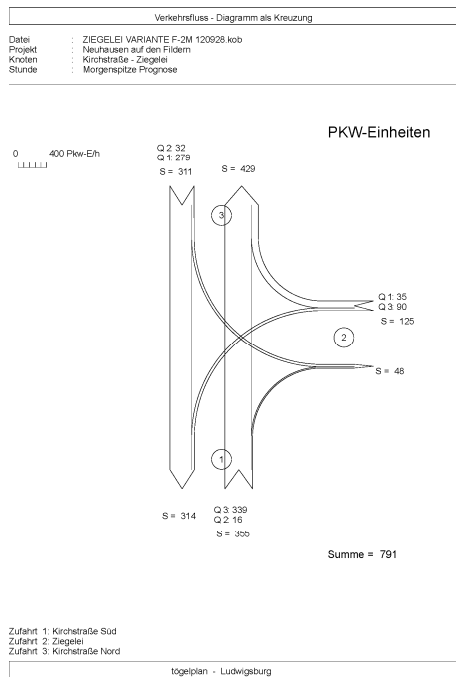 Verkehrsfluss - Diagramm als Kreuzung
Datei : ZIEGELEI VARIANTE F-2M 120928.kob
Projekt : Neuhausen auf den Fildern
Knoten : Kirchstraße - Ziegelei
Stunde : Morgenspitze Prognose
PKW-Einheiten
0 400 Pkw-E/h
Q 2: 32
Q 1: 279
S = 311
S = 429
3
Q 1: 35
Q 3: 90
S = 125
2
S = 48
1
S = 314
Q 3: 339
Q 2: 16
S = 355
Summe = 791
Zufahrt 1: Kirchstraße Süd
Zufahrt 2: Ziegelei
Zufahrt 3: Kirchstraße Nord
tögelplan - Ludwigsburg